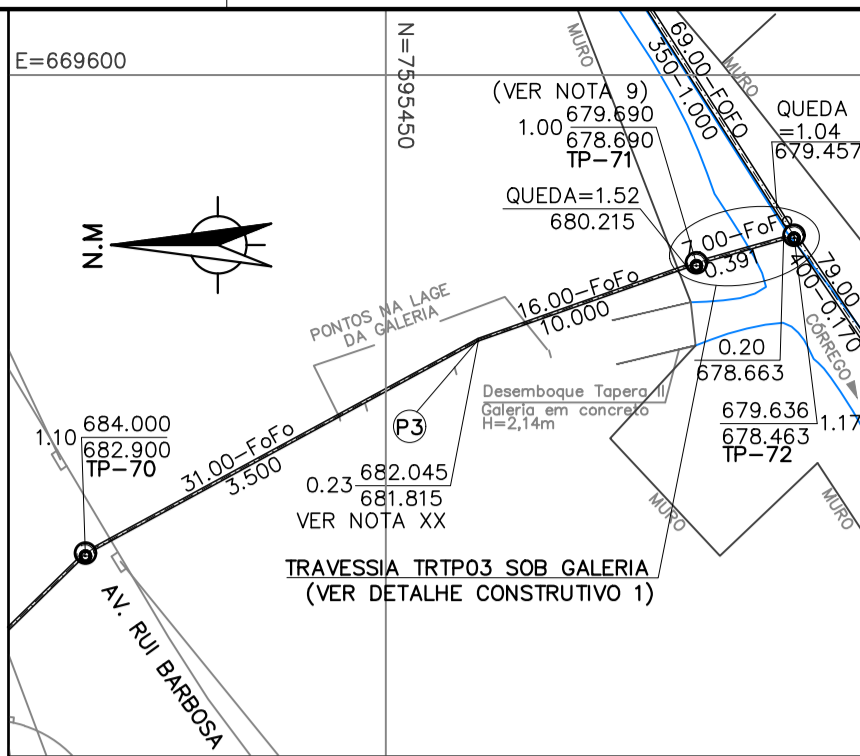 E=669600
N=7595450
MURO
69.00-FOFO
350-1.000
MURO
(VER NOTA 9)
1.00 679.690
678.690
TP-71
QUEDA
=1.04
679.457
QUEDA=1.52
680.215
N.M
7.00-FoFo
0.391
79.00
400-0.170
CÓRREGO
16.00-FoFo
10.000
PONTOS NA LAGE
DA GALERIA
0.20
678.663
Desemboque Tapera II
Galeria em concreto
H=2,14m
679.636
678.463 1.17
TP-72
P3
1.10 684.000
682.900
TP-70
31.00-FoFo
3.500
0.23 682.045
681.815
VER NOTA XX
MURO
MURO
TRAVESSIA TRTP03 SOB GALERIA
(VER DETALHE CONSTRUTIVO 1)
AV. RUI BARBOSA